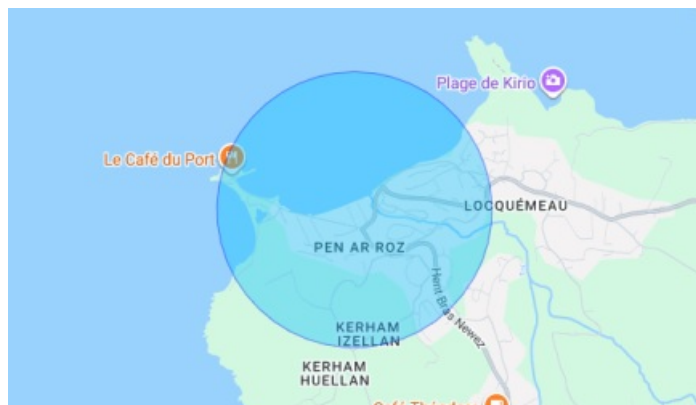 Plage de Kirio
Le Café du Port
LOCQUÉMEAU
PEN AR ROZ
Hent Bras Newez
KERHAM
IZELLAN
KERHAM
HUELLAN